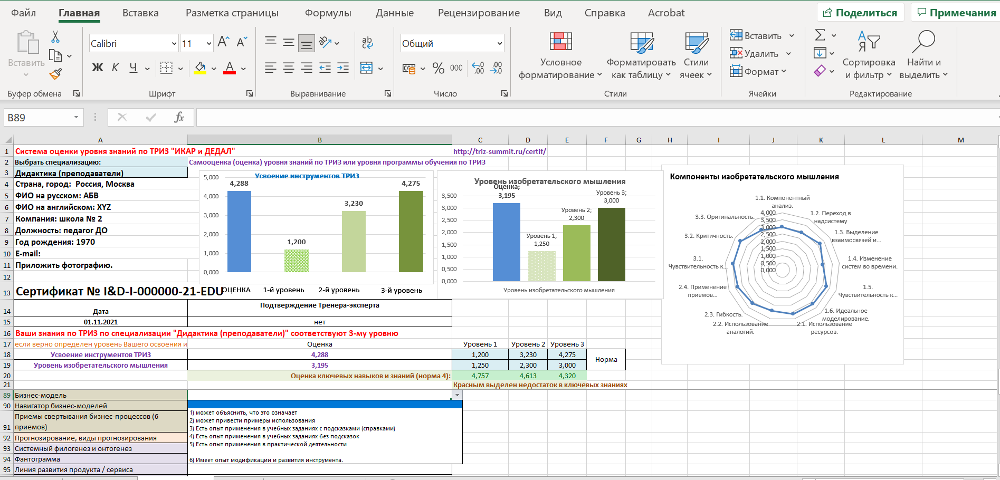 Файл Главная Вставка Разметка страницы Формулы Данные Рецензирование Вид Справка Acrobat Поделиться Примечания
Вставить
Буфер обмена
Calibri 11
Ж К Ч
Шрифт
ab
c
Выравнивание
Общий
% 000 ,00 ,00
Число
Условное
форматирование
Форматировать
как таблицу
Стили
ячеек
Стили
Вставить
Удалить
Формат
Ячейки
Сортировка
и фильтр
Найти и
выделить
Редактирование
B89 fx
A B C D E F G H I J K L M
1 Система оценки уровня знаний по ТРИЗ "ИКАР и ДЕДАЛ" http://triz-summit.ru/certif/
2 Выбрать специализацию: Самооценка (оценка) уровня знаний по ТРИЗ или уровня программы обучения по ТРИЗ
3 Дидактика (преподаватели)
4 Страна, город: Россия, Москва
5 ФИО на русском: АБВ
6 ФИО на английском: XYZ
7 Компания: школа № 2
8 Должность: педагог ДО
9 Год рождения: 1970
10 E-mail:
11 Приложить фотографию.
12
13 Сертификат № I&D-I-000000-21-EDU
Усвоение инструментов ТРИЗ
5,000
4,000
3,000
2,000
1,000
0,000
4,288
1,200
3,230
4,275
ОЦЕНКА 1-й уровень 2-й уровень 3-й уровень
Уровень изобретательского мышления
3,500
3,000
2,500
2,000
1,500
1,000
0,500
0,000
Оценка;
3,195
Уровень 1;
1,250
Уровень 2;
2,300
Уровень 3;
3,000
Уровень изобретательского мышления
Компоненты изобретательского мышления
1.1. Компонентный
анализ.
1.2. Переход в
надсистему
1.3. Выделение
взаимосвязей и...
1.4. Изменение
систем во времени.
1.5.
Чувствительность к...
1.6. Идеальное
моделирование.
2.1. Использование
ресурсов.
2.2. Использование
аналогий.
2.3. Гибкость.
2.4. Применение
приемов...
3.1.
Чувствительность к...
3.2. Критичность.
3.3. Оригинальность.
4,000
3,500
3,000
2,500
2,000
1,500
1,000
0,500
0,000
14 Дата Подтверждение Тренера-эксперта
15 01.11.2021 нет
16 Ваши знания по ТРИЗ по специализации "Дидактика (преподаватели)" соответствуют 3-му уровню
17 если верно определен уровень Вашего освоения и Оценка Уровень 1 Уровень 2 Уровень 3
18 Усвоение инструментов ТРИЗ 4,288 1,200 3,230 4,275 Норма
19 Уровень изобретательского мышления 3,195 1,250 2,300 3,000
20 Оценка ключевых навыков и знаний (норма 4): 4,757 4,613 4,320
21 Красным выделен недостаток в ключевых знаниях
89 Бизнес-модель
90 Навигатор бизнес-моделей
91 Приемы свертывания бизнес-процессов (6
приемов)
92 Прогнозирование, виды прогнозирования
93 Системный филогенез и онтогенез
94 Фантограмма
95 Линия развития продукта / сервиса
1) может объяснить, что это означает
2) может привести примеры использования
3) Есть опыт применения в учебных заданиях с подсказками (справками)
4) Есть опыт применения в учебных заданиях без подсказок
5) Есть опыт применения в практической деятельности
6) Имеет опыт модификации и развития инструмента.